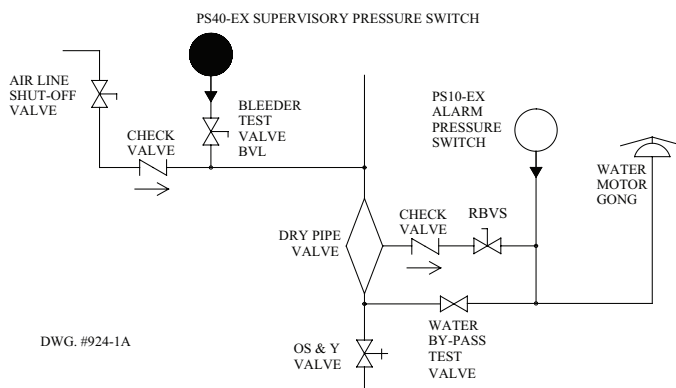 PS40-EX SUPERVISORY PRESSURE SWITCH
AIR LINE
SHUT-OFF
VALVE
BLEEDER
TEST
VALVE
BVL
CHECK
VALVE
PS10-EX
ALARM
PRESSURE
SWITCH
WATER
MOTOR
GONG
DRY PIPE
VALVE
CHECK
VALVE
RBVS
DWG. #924-1A
OS & Y
VALVE
WATER
BY-PASS
TEST
VALVE